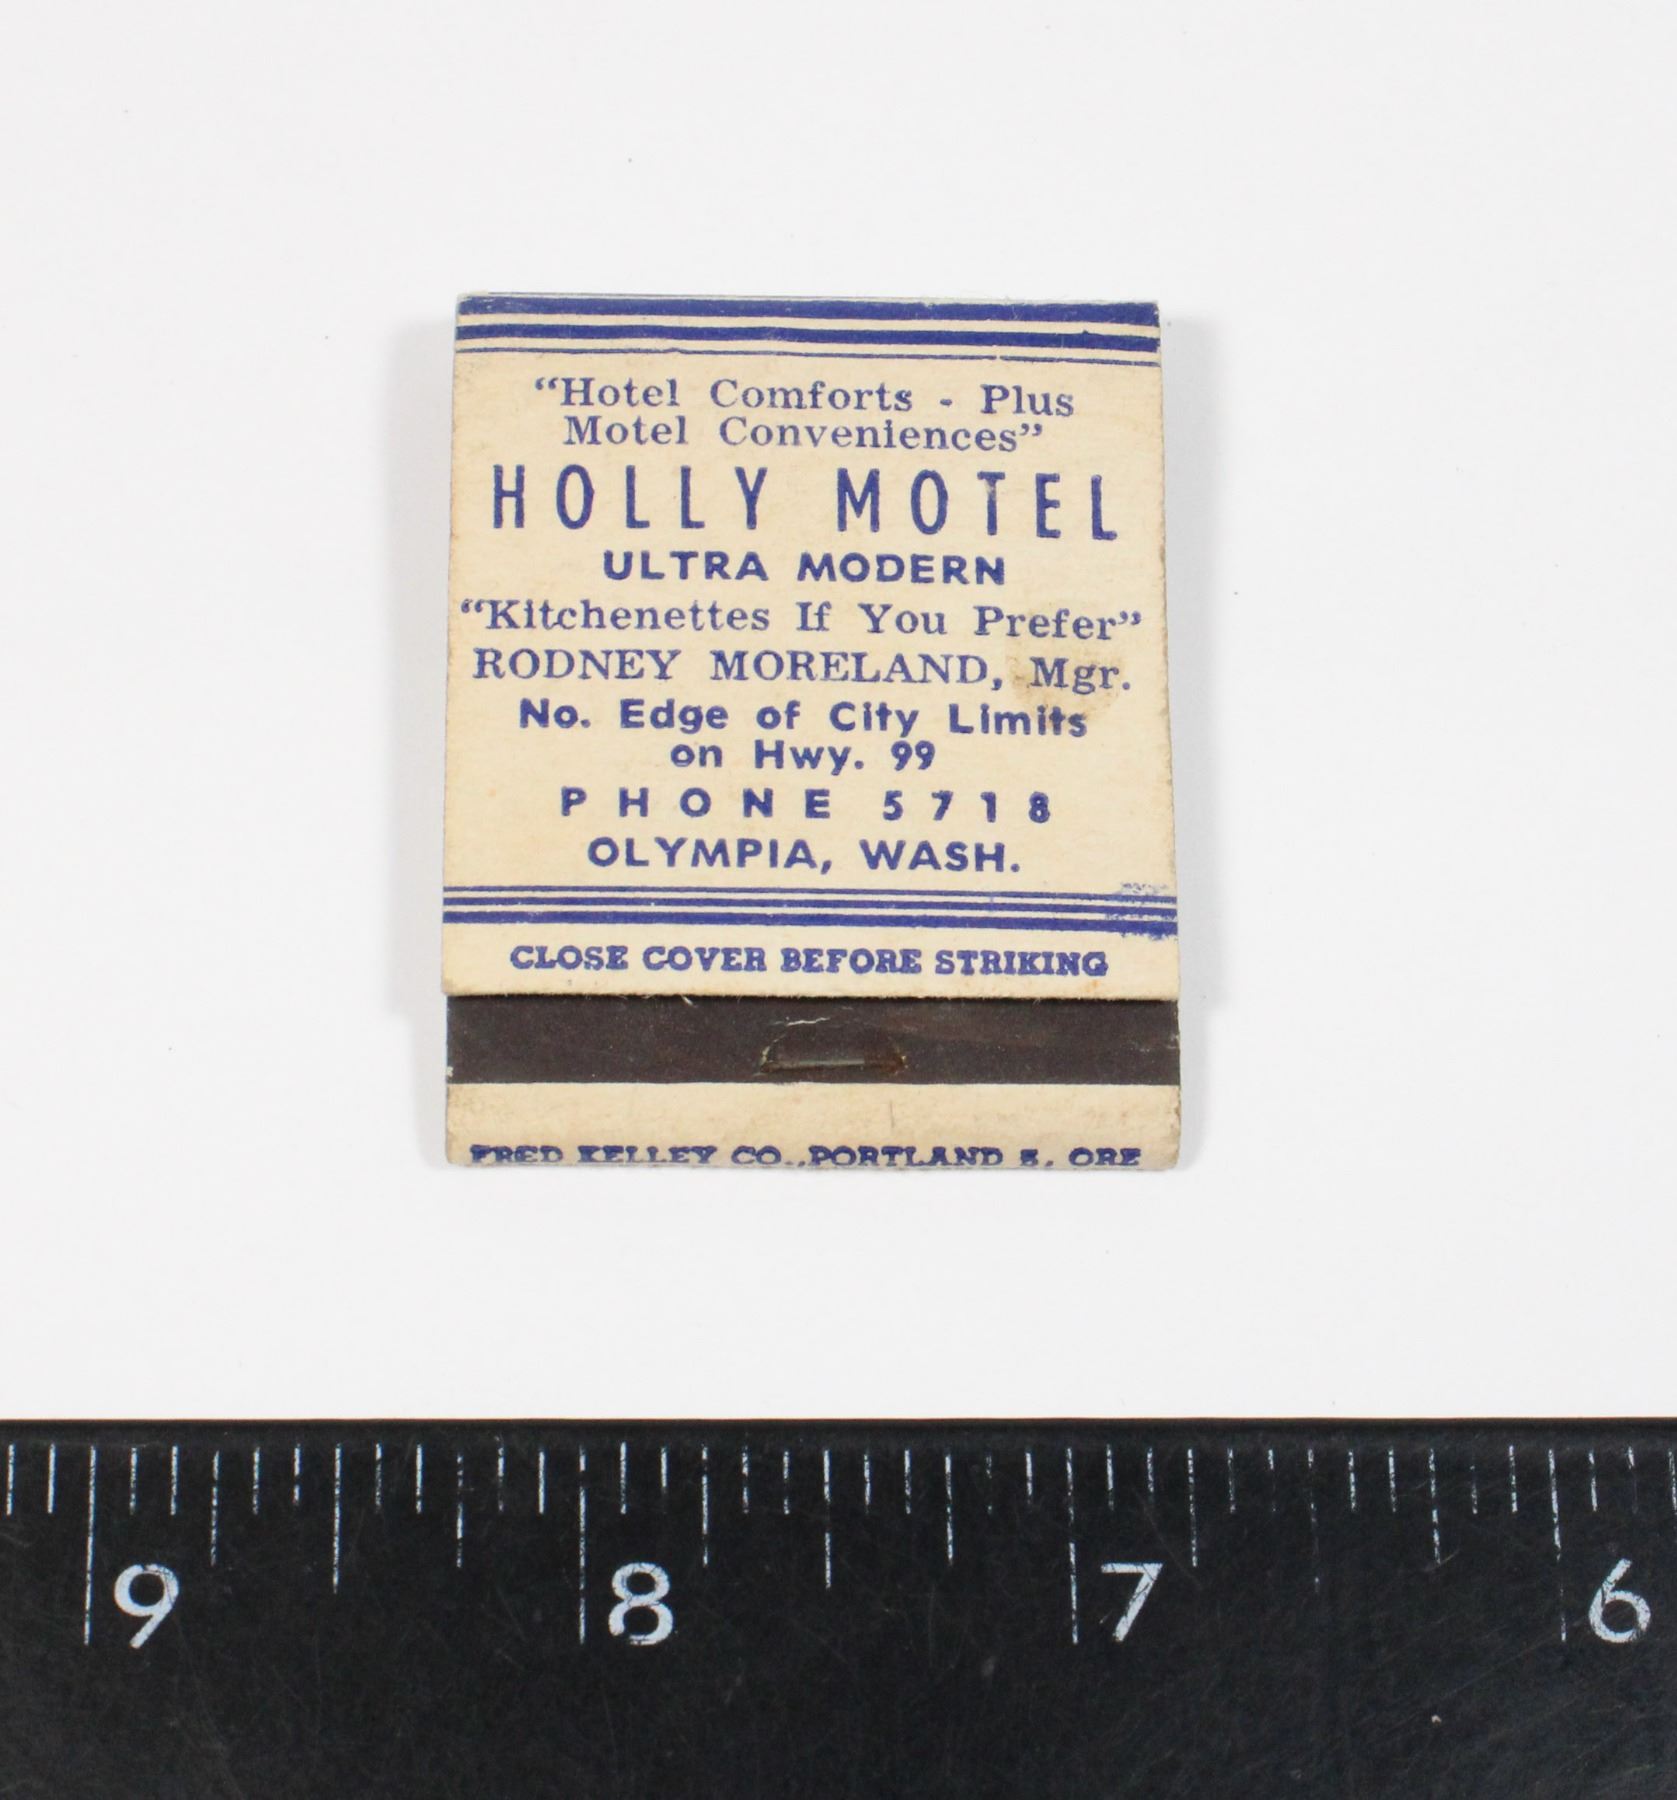 “Hotel Comforts - Plus
Motel Conveniences”
HOLLY MOTEL
ULTRA MODERN
“Kitchenettes If You Prefer”
RODNEY MORELAND, Mgr.
No. Edge of City Limits
on Hwy. 99
PHONE 5718
OLYMPIA, WASH.
CLOSE COVER BEFORE STRIKING
FRED KELLEY CO., PORTLAND 8, ORE
9 8 7 6